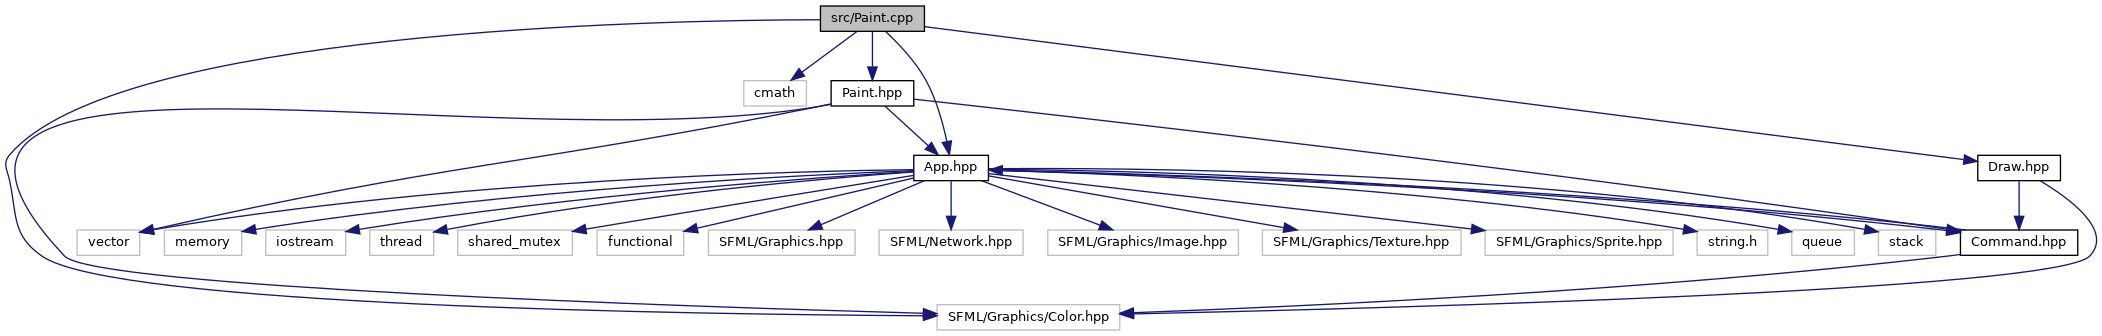 src/Paint.cpp
cmath
Paint.hpp
App.hpp
Draw.hpp
vector
memory
iostream
thread
shared_mutex
functional
SFML/Graphics.hpp
SFML/Network.hpp
SFML/Graphics/Image.hpp
SFML/Graphics/Texture.hpp
SFML/Graphics/Sprite.hpp
string.h
queue
stack
Command.hpp
SFML/Graphics/Color.hpp